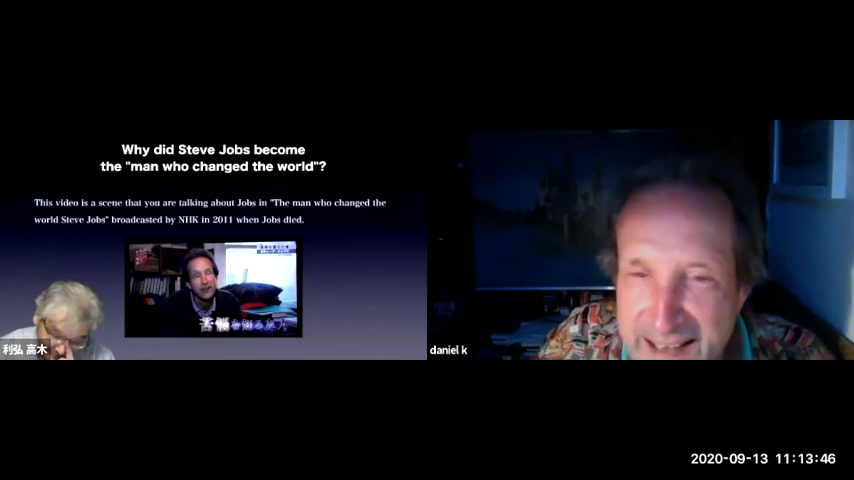 Why did Steve Jobs become
the "man who changed the world"?
This video is a scene that you are talking about Jobs in "The man who changed the
world Steve Jobs" broadcasted by NHK in 2011 when Jobs died.
利弘 高木
daniel k
2020-09-13 11:13:46